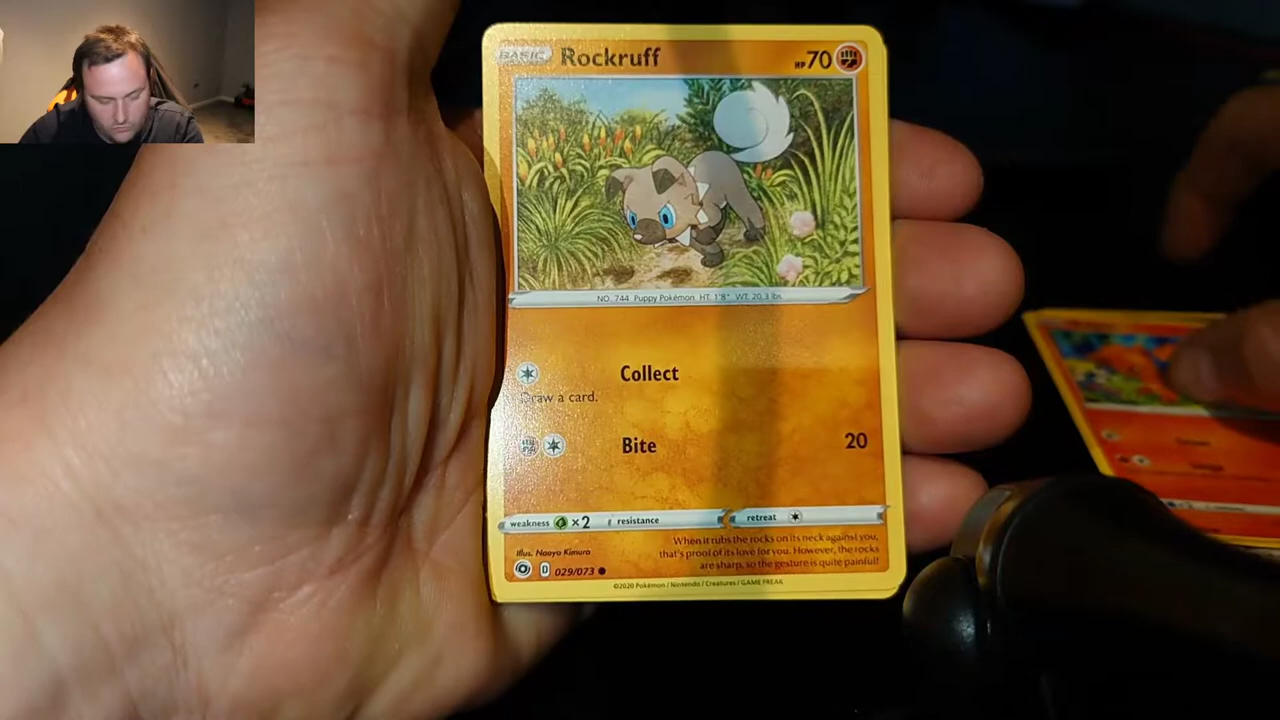 BASIC Rockruff HP 70
NO. 744 Puppy Pokémon HT. 1'8" WT. 20.3 lbs.
Collect
Draw a card.
Bite 20
weakness ×2 resistance retreat
When it rubs the rocks on its neck against you,
that's proof of its love for you. However, the rocks
are sharp, so the gesture is quite painful!
Illus. Naoyo Kimura
D 029/073
©2020 Pokémon / Nintendo / Creatures / GAME FREAK